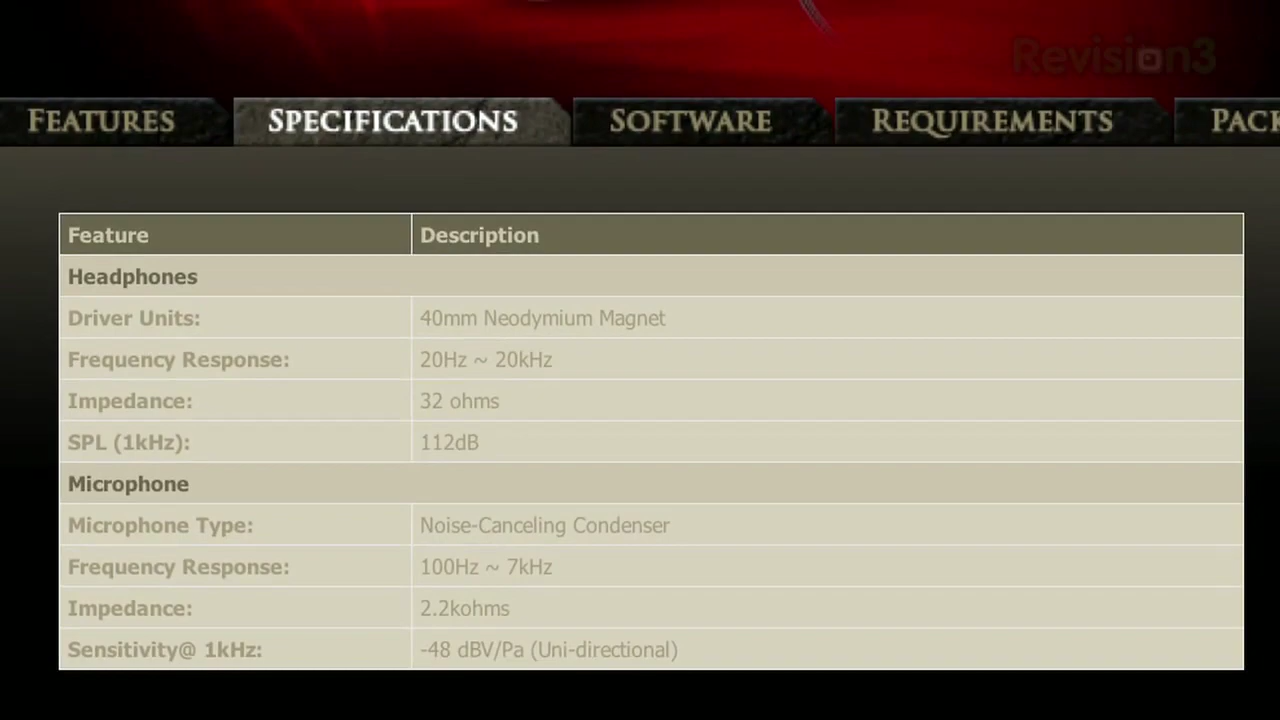 Revision3
FEATURES SPECIFICATIONS SOFTWARE REQUIREMENTS
Feature Description
Headphones
Driver Units: 40mm Neodymium Magnet
Frequency Response: 20Hz ~ 20kHz
Impedance: 32 ohms
SPL (1kHz): 112dB
Microphone
Microphone Type: Noise-Canceling Condenser
Frequency Response: 100Hz ~ 7kHz
Impedance: 2.2kohms
Sensitivity@ 1kHz: -48 dBV/Pa (Uni-directional)